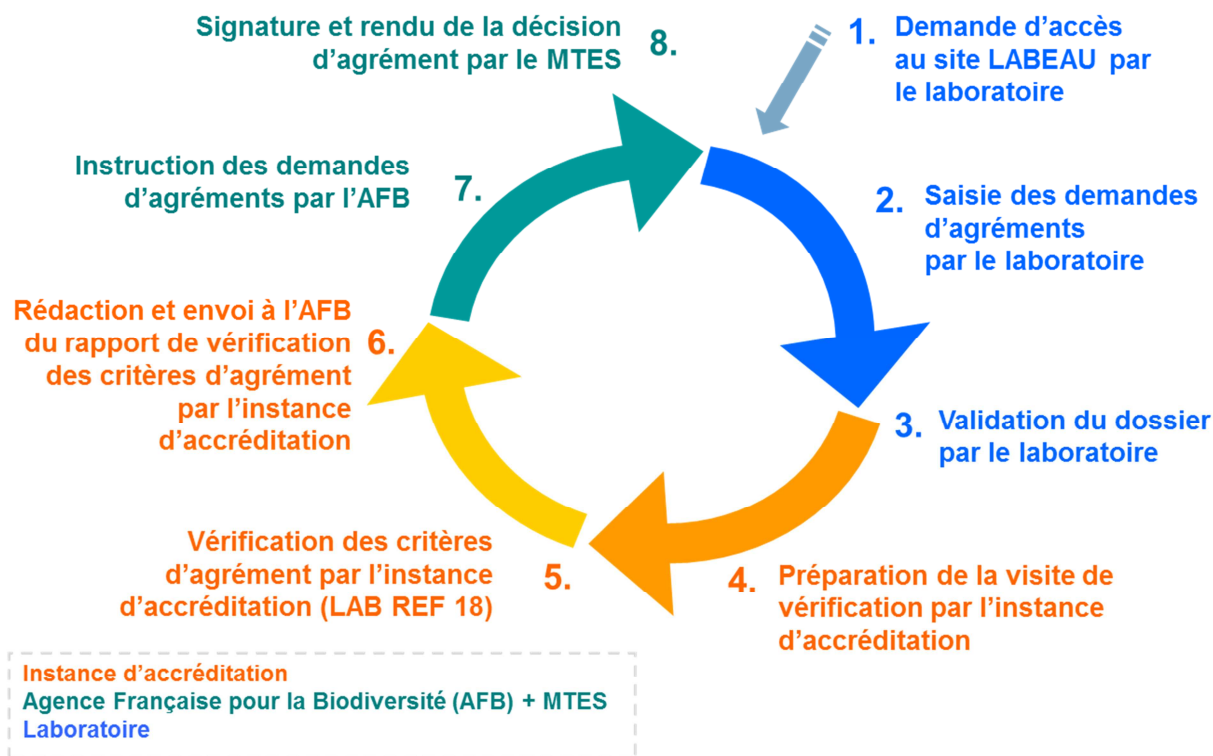 1. Demande d’accès
au site LABEAU par
le laboratoire
2. Saisie des demandes
d’agréments
par le laboratoire
3. Validation du dossier
par le laboratoire
4. Préparation de la visite de
vérification par l’instance
d’accréditation
5. Vérification des critères
d’agrément par l’instance
d’accréditation (LAB REF 18)
6. Rédaction et envoi à l’AFB
du rapport de vérification
des critères d’agrément
par l’instance
d’accréditation
7. Instruction des demandes
d’agréments par l’AFB
8. Signature et rendu de la décision
d’agrément par le MTES
Instance d’accréditation
Agence Française pour la Biodiversité (AFB) + MTES
Laboratoire